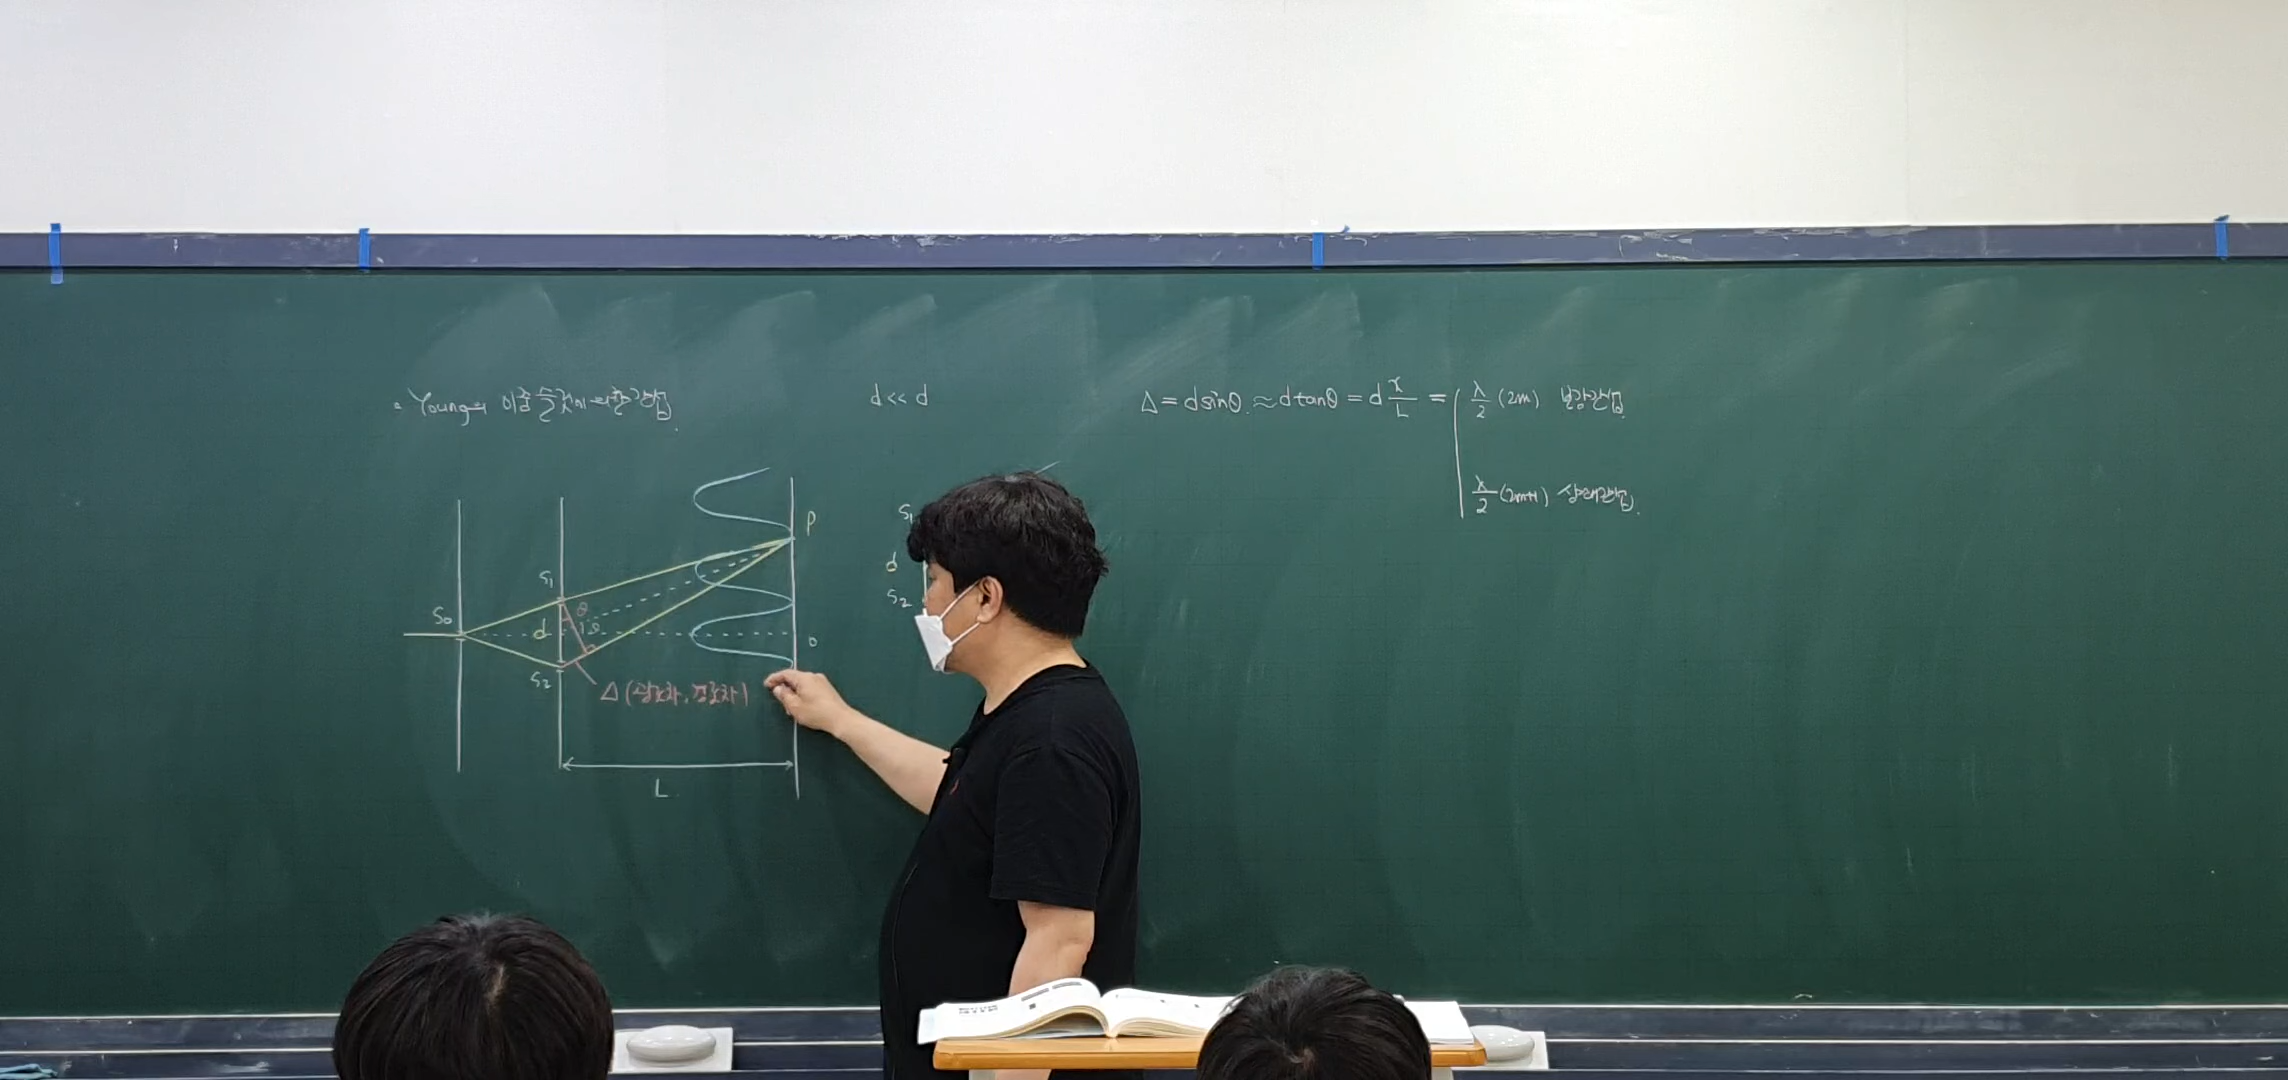 Young의 이중슬릿에 의한 간섭.
d << d
Δ = d sinθ. ≈ d tanθ = d x/L =
λ/2 (2m) 보강간섭
λ/2 (2m+1) 상쇄간섭.
S₀
S₁
d
S₂
θ
θ
P
O
Δ (광로차, 경로차)
L.
S₁
d
S₂